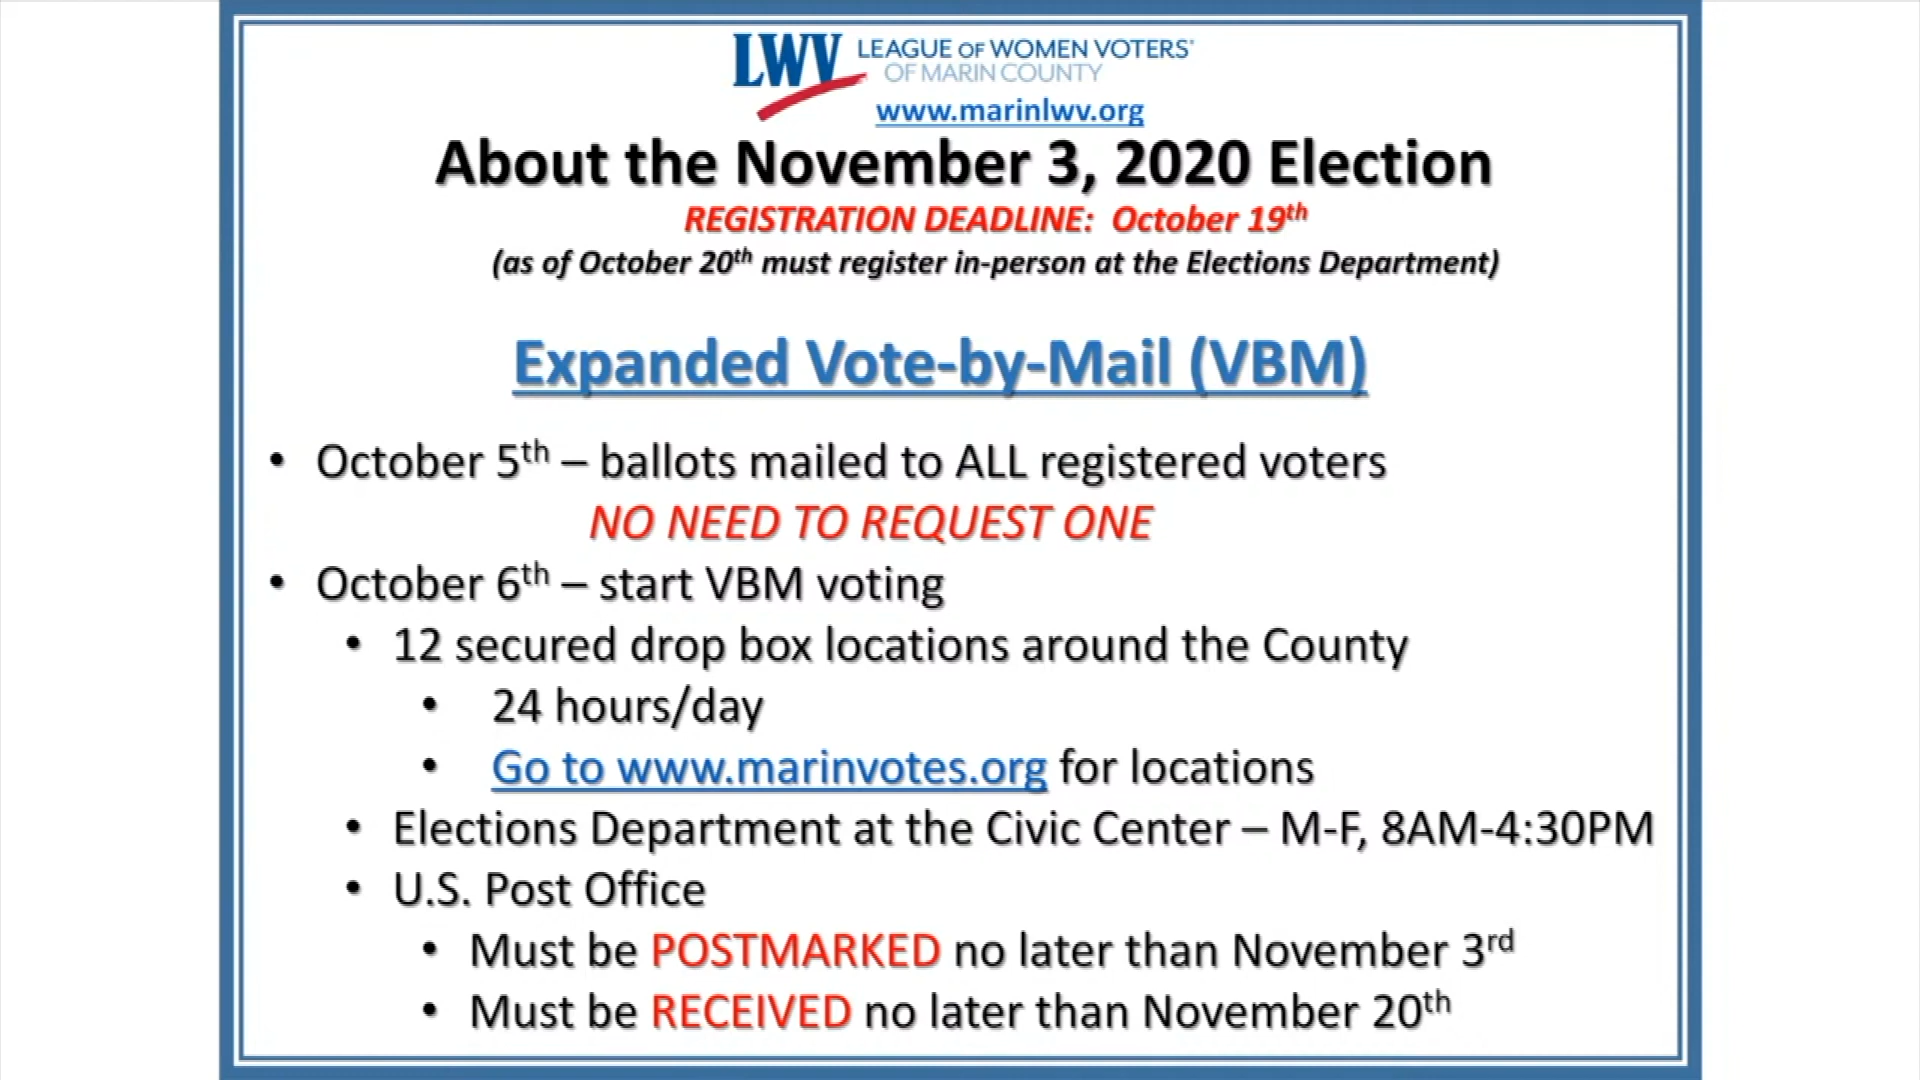 LWV LEAGUE OF WOMEN VOTERS®
OF MARIN COUNTY
www.marinlwv.org
About the November 3, 2020 Election
REGISTRATION DEADLINE: October 19th
(as of October 20th must register in-person at the Elections Department)
Expanded Vote-by-Mail (VBM)
• October 5th – ballots mailed to ALL registered voters
NO NEED TO REQUEST ONE
• October 6th – start VBM voting
• 12 secured drop box locations around the County
• 24 hours/day
• Go to www.marinvotes.org for locations
• Elections Department at the Civic Center – M-F, 8AM-4:30PM
• U.S. Post Office
• Must be POSTMARKED no later than November 3rd
• Must be RECEIVED no later than November 20th